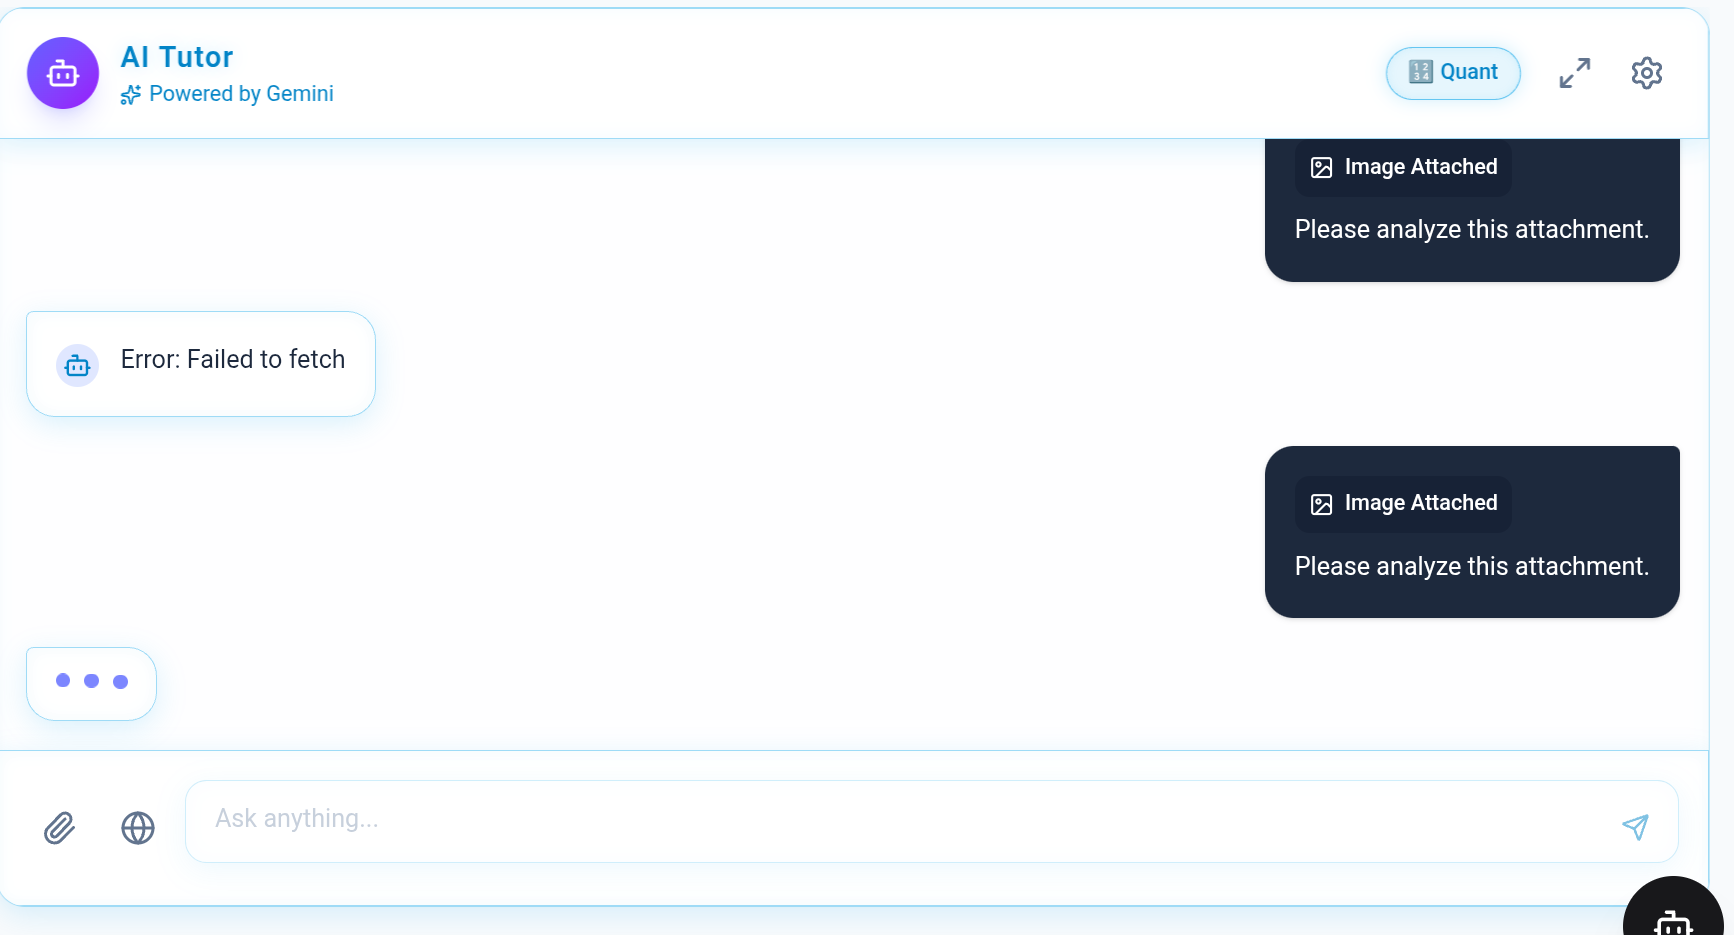 AI Tutor
Powered by Gemini
🔢 Quant
Image Attached
Please analyze this attachment.
Error: Failed to fetch
Image Attached
Please analyze this attachment.
Ask anything...